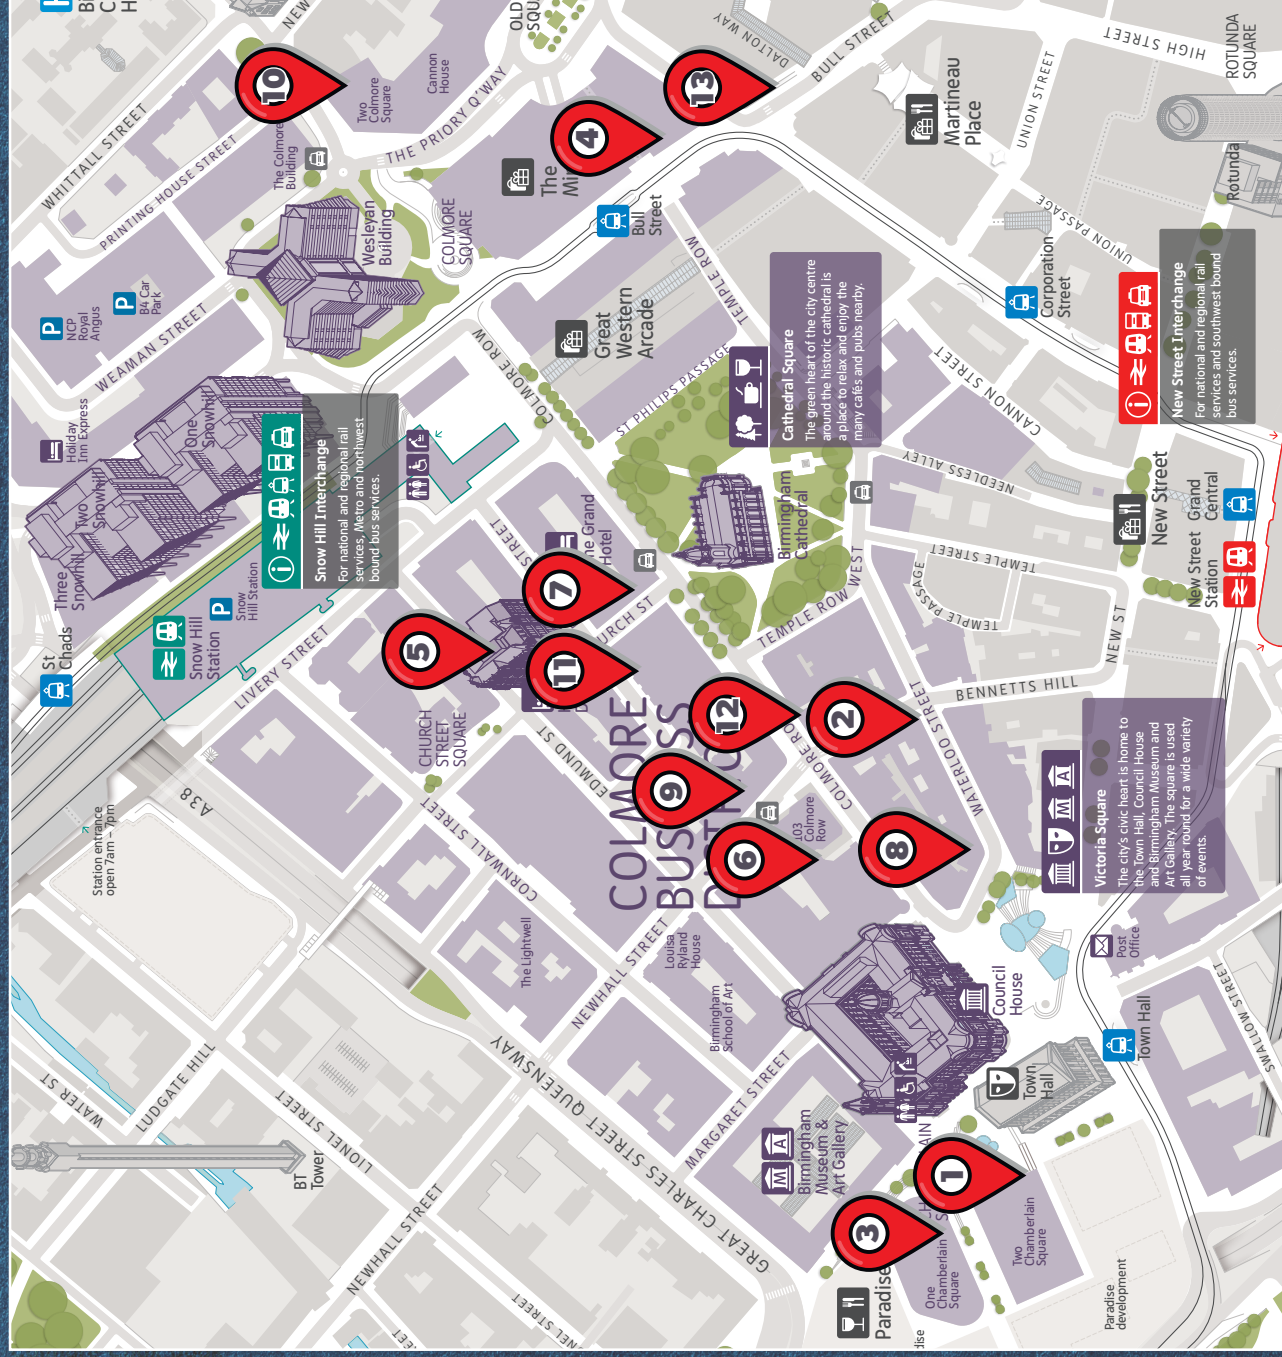 WHITTALL STREET
PRINTING HOUSE STREET
WEAMAN STREET
NCP
Royal
Angus
B4 Car
Park
The Colmore
Building
Two
Colmore
Square
Cannon
House
THE PRIORY Q'WAY
DALTON WAY
BULL STREET
HIGH STREET
ROTUNDA
SQUARE
Rotunda
UNION STREET
UNION PASSAGE
Martineau
Place
Wesleyan
Building
COLMORE
SQUARE
Bull
Street
Corporation
Street
Great
Western
Arcade
TEMPLE ROW
ST PHILIPS PASSAGE
COLMORE ROW
CANNON STREET
NEEDLESS ALLEY
TEMPLE STREET
TEMPLE PASSAGE
TEMPLE ST
TEMPLE ROW WEST
NEW ST
BENNETTS HILL
WATERLOO STREET
Holiday
Inn Express
One
Snowhill
Two
Snowhill
Three
Snowhill
St
Chads
Snow Hill
Station
Snow
Hill Station
Snow Hill Interchange
For national and regional rail
services, Metro and northwest
bound bus services.
Cathedral Square
The green heart of the city centre
around the historic cathedral is
a place to relax and enjoy the
many cafés and pubs nearby.
New Street Interchange
For national and regional rail
services and southwest bound
bus services.
Victoria Square
The city's civic heart is home to
the Town Hall, Council House
and Birmingham Museum and
Art Gallery. The square is used
all year round for a wide variety
of events.
Birmingham
Cathedral
New Street
Grand
Central
New Street
Station
LIVERY STREET
CHURCH
STREET
SQUARE
EDMUND ST
CORNWALL STREET
NEWHALL STREET
A38
Station entrance
open 7am – 7pm
The Lightwell
Louisa
Ryland
House
Birmingham
School of Art
103
Colmore
Row
COLMORE
MARGARET STREET
GREAT CHARLES STREET QUEENSWAY
Birmingham
Museum &
Art Gallery
Council
House
Town
Hall
Town Hall
Post
Office
SWALLOW STREET
WATER ST
LUDGATE HILL
LIONEL STREET
BT
Tower
NEWHALL STREET
Paradise
One
Chamberlain
Square
Two
Chamberlain
Square
Paradise
development
1
2
3
4
5
6
7
8
9
10
11
12
13